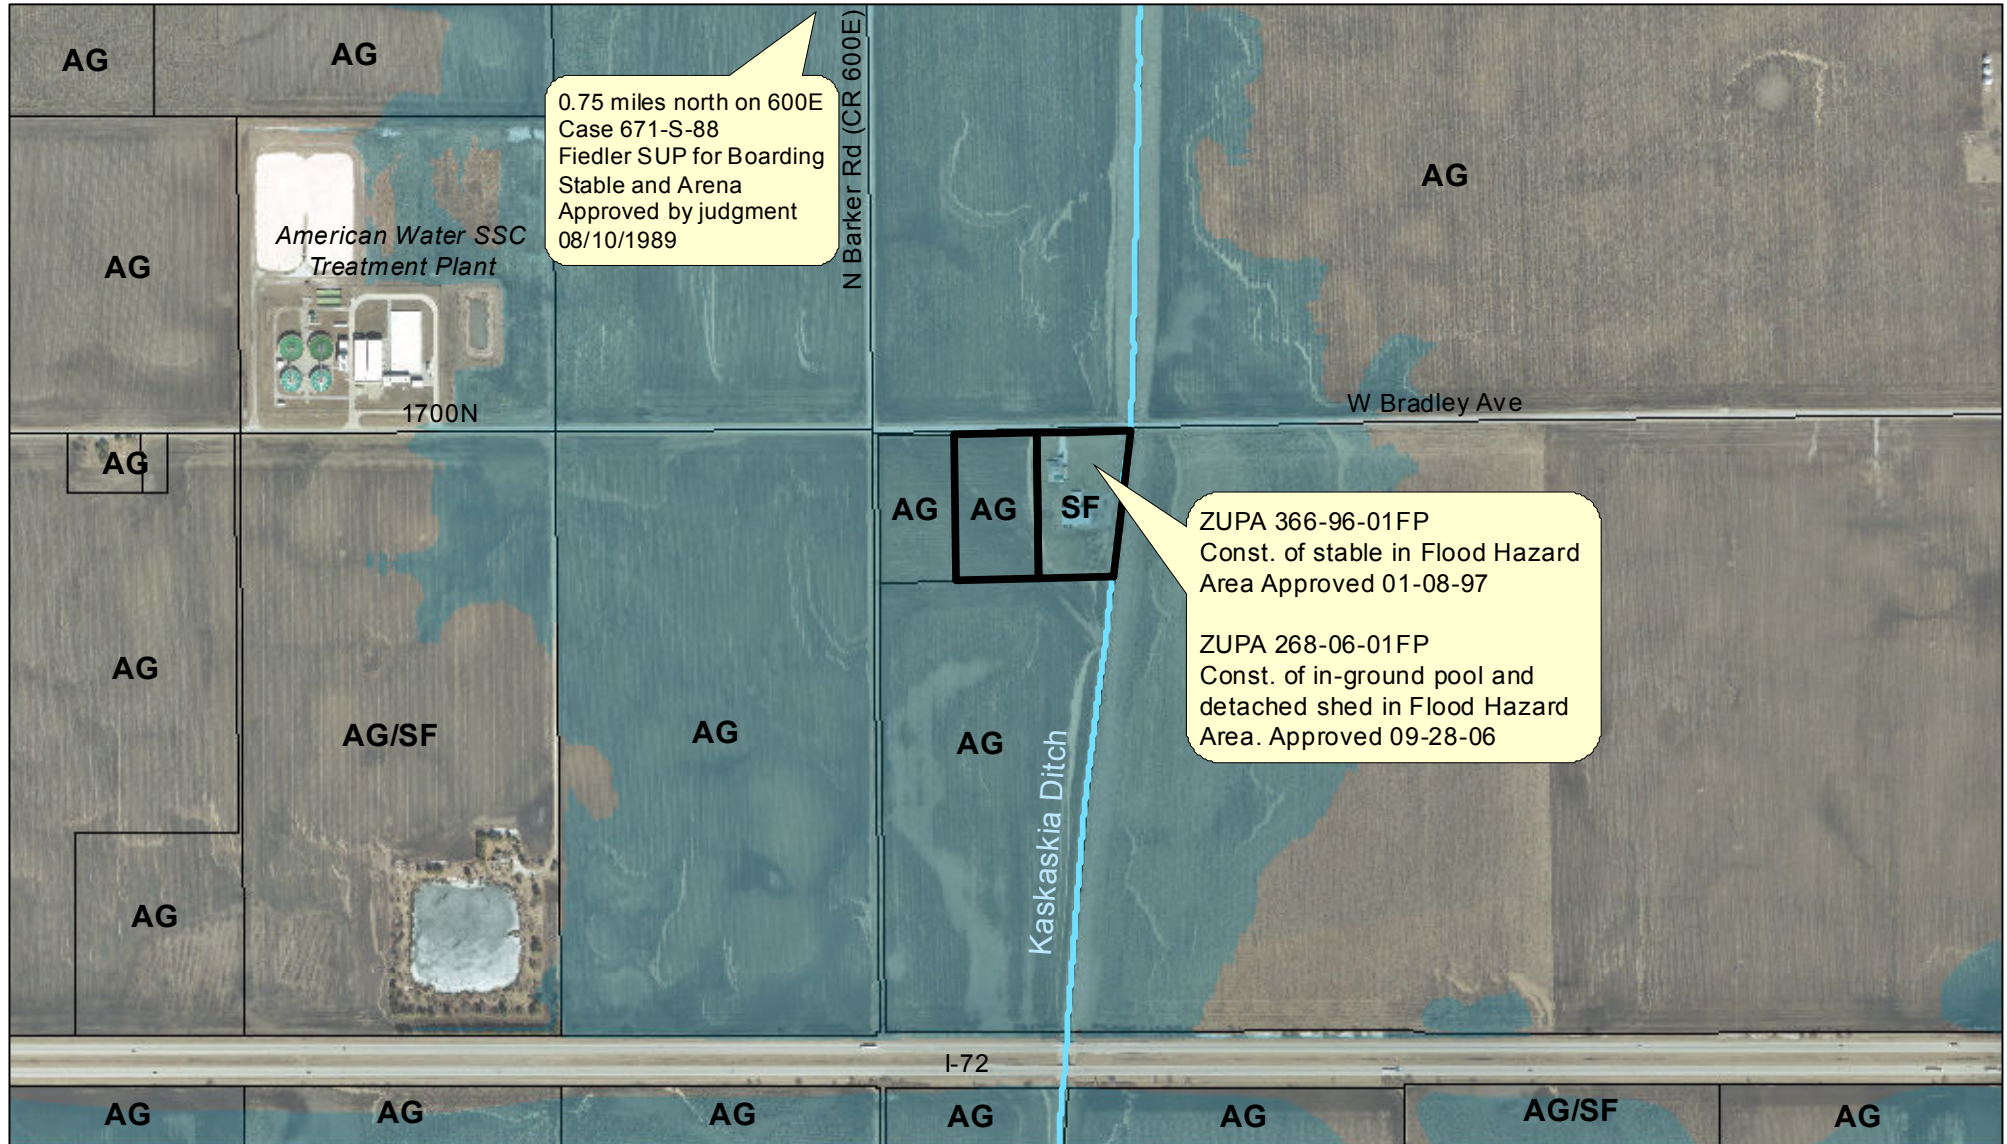 AG
AG
0.75 miles north on 600E
Case 671-S-88
Fiedler SUP for Boarding
Stable and Arena
Approved by judgment
08/10/1989
N Barker Rd (CR 600E)
AG
AG
American Water SSC
Treatment Plant
1700N
W Bradley Ave
AG
AG
AG
SF
ZUPA 366-96-01FP
Const. of stable in Flood Hazard
Area Approved 01-08-97
ZUPA 268-06-01FP
Const. of in-ground pool and
detached shed in Flood Hazard
Area. Approved 09-28-06
AG
AG/SF
AG
AG
Kaskaskia Ditch
AG
I-72
AG
AG
AG
AG
AG
AG/SF
AG